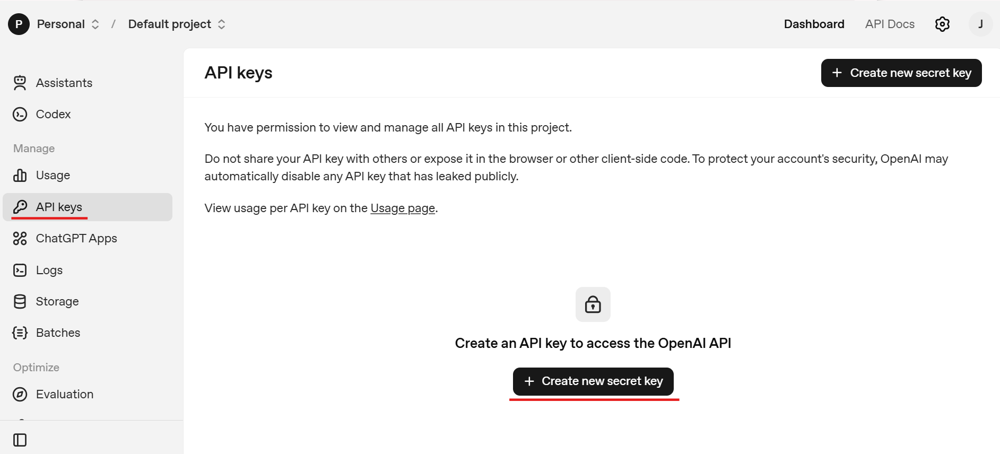 P Personal / Default project
Dashboard API Docs J
Assistants
Codex
Manage
Usage
API keys
ChatGPT Apps
Logs
Storage
Batches
Optimize
Evaluation
API keys
+ Create new secret key
You have permission to view and manage all API keys in this project.
Do not share your API key with others or expose it in the browser or other client-side code. To protect your account's security, OpenAI may
automatically disable any API key that has leaked publicly.
View usage per API key on the Usage page.
Create an API key to access the OpenAI API
+ Create new secret key